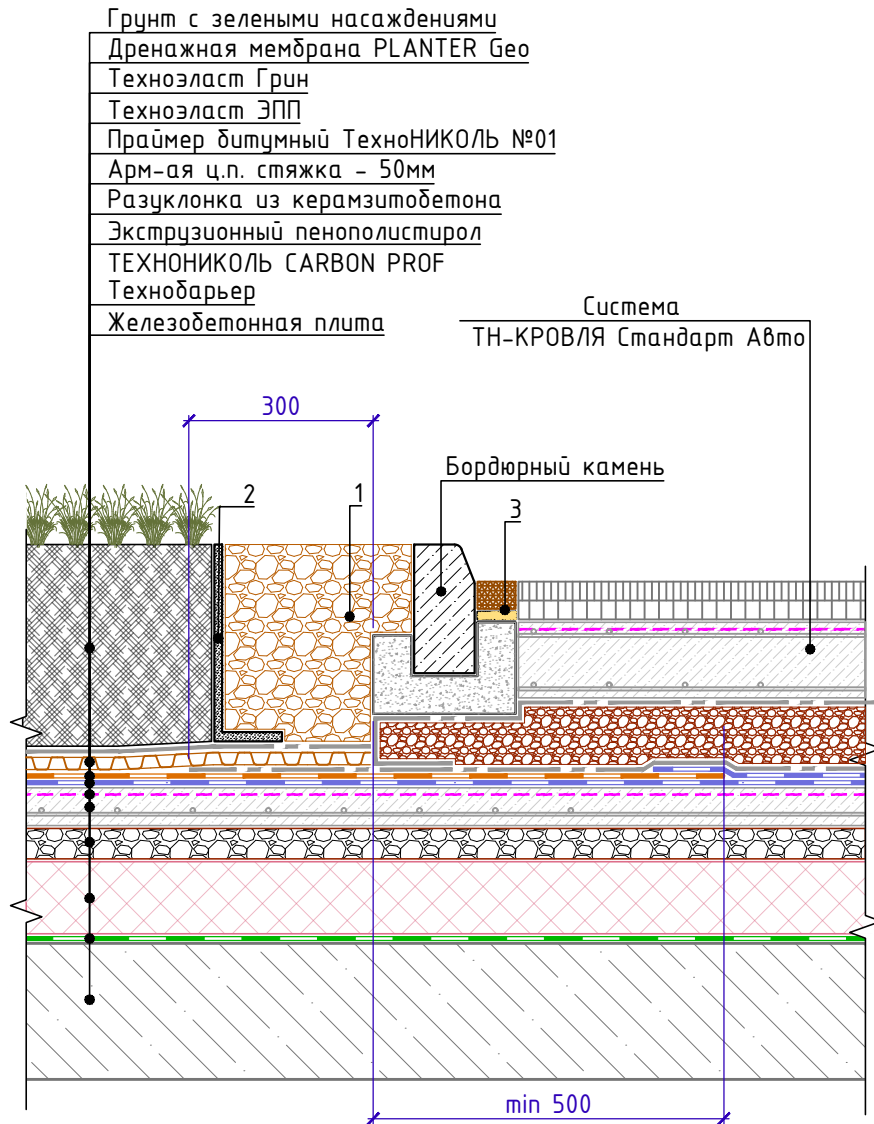 Грунт с зелеными насаждениями
Дренажная мембрана PLANTER Geo
Техноэласт Грин
Техноэласт ЭПП
Праймер битумный ТехноНИКОЛЬ №01
Арм-ая ц.п. стяжка - 50мм
Разуклонка из керамзитобетона
Экструзионный пенополистирол
ТЕХНОНИКОЛЬ CARBON PROF
Технобарьер
Железобетонная плита
Система
ТН-КРОВЛЯ Стандарт Авто
300
Бордюрный камень
2
1
3
min 500